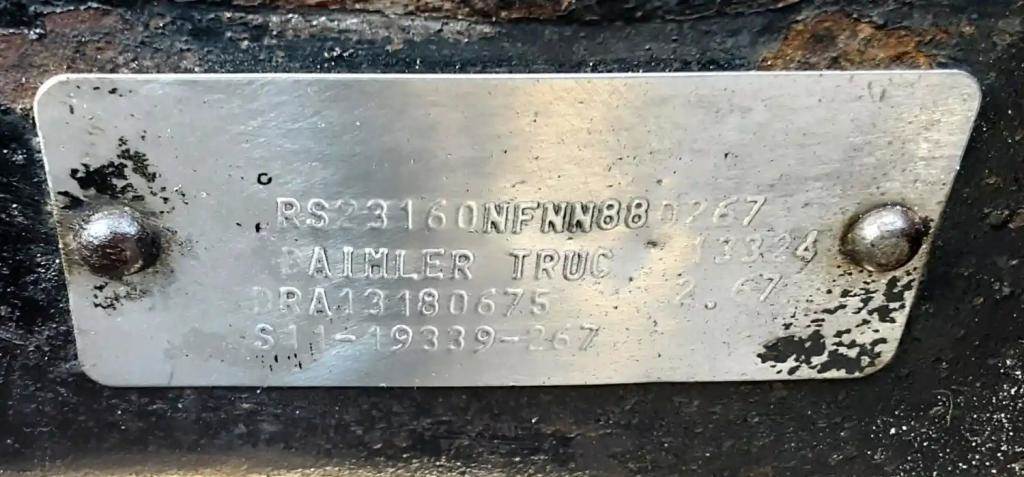 RS23160NFNN880267
DAIMLER TRUC 13324
DRA13180675 2.67
S11-19339-267